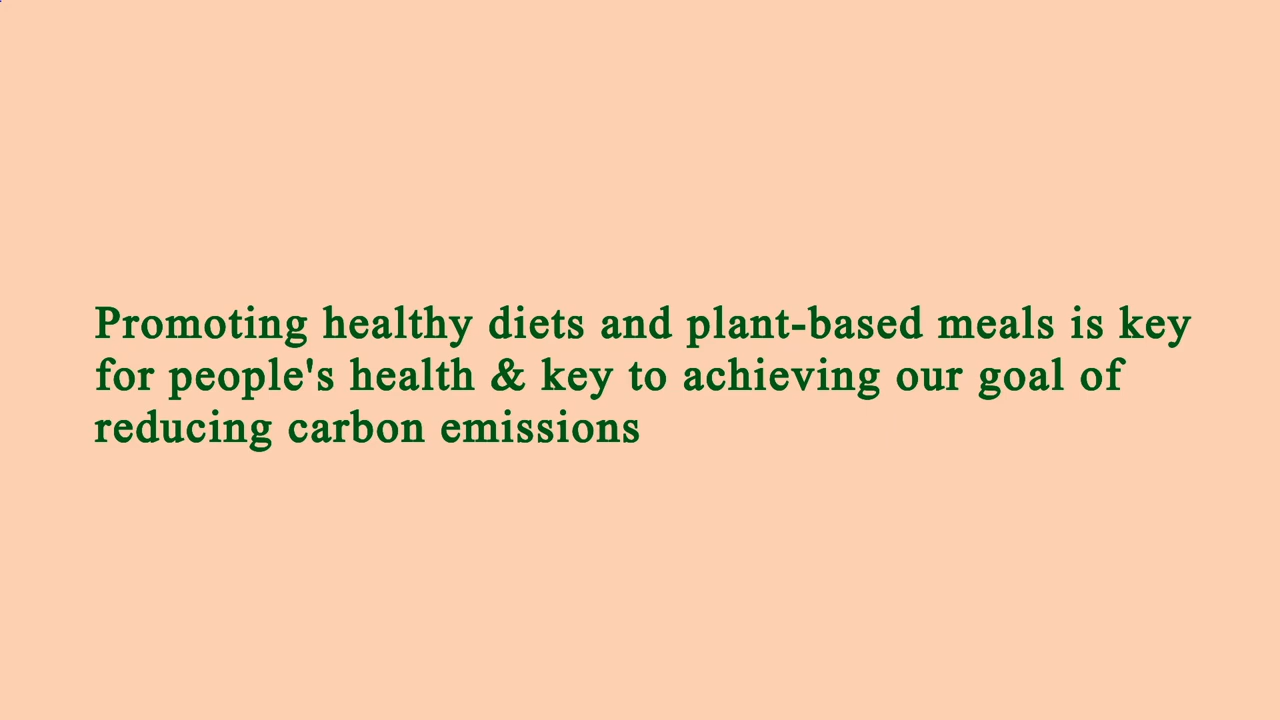 Promoting healthy diets and plant-based meals is key
for people's health & key to achieving our goal of
reducing carbon emissions